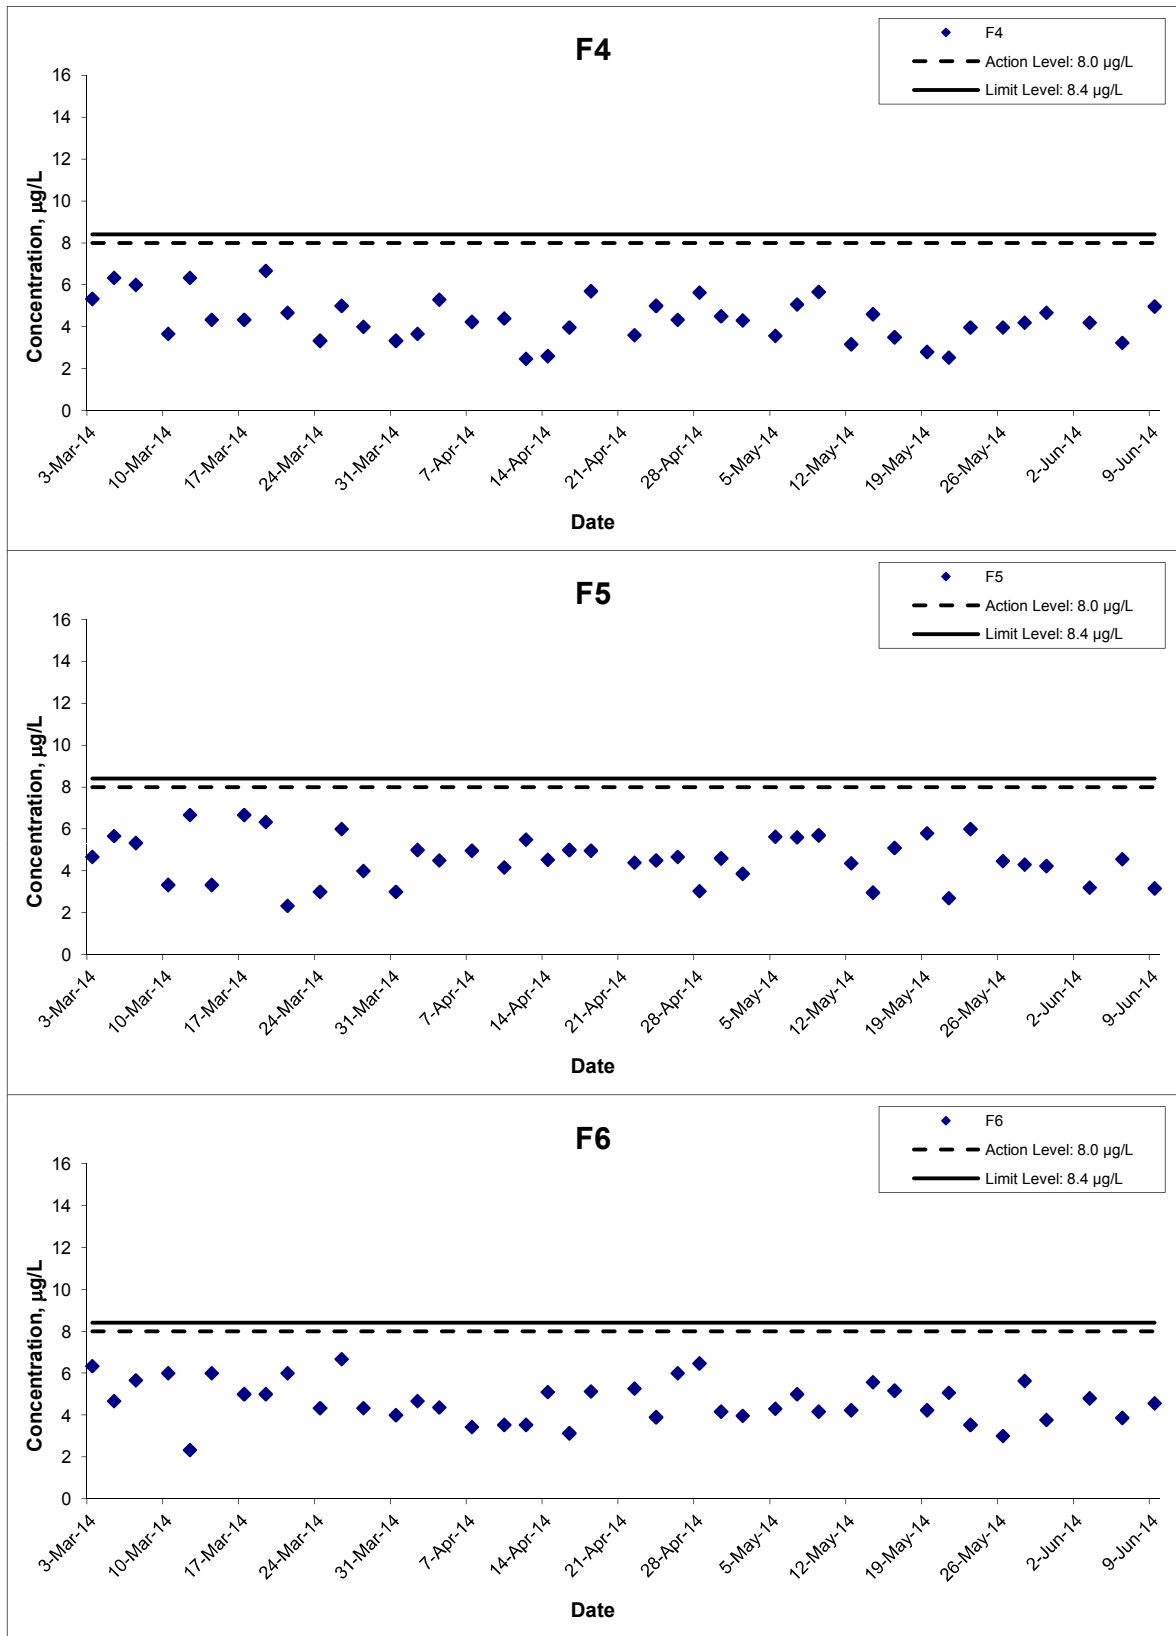 F4
F4
Action Level: 8.0 µg/L
Limit Level: 8.4 µg/L
Concentration, µg/L
16
14
12
10
8
6
4
2
0
3-Mar-14
10-Mar-14
17-Mar-14
24-Mar-14
31-Mar-14
7-Apr-14
14-Apr-14
21-Apr-14
28-Apr-14
5-May-14
12-May-14
19-May-14
26-May-14
2-Jun-14
9-Jun-14
Date
F5
F5
Action Level: 8.0 µg/L
Limit Level: 8.4 µg/L
Concentration, µg/L
16
14
12
10
8
6
4
2
0
3-Mar-14
10-Mar-14
17-Mar-14
24-Mar-14
31-Mar-14
7-Apr-14
14-Apr-14
21-Apr-14
28-Apr-14
5-May-14
12-May-14
19-May-14
26-May-14
2-Jun-14
9-Jun-14
Date
F6
F6
Action Level: 8.0 µg/L
Limit Level: 8.4 µg/L
Concentration, µg/L
16
14
12
10
8
6
4
2
0
3-Mar-14
10-Mar-14
17-Mar-14
24-Mar-14
31-Mar-14
7-Apr-14
14-Apr-14
21-Apr-14
28-Apr-14
5-May-14
12-May-14
19-May-14
26-May-14
2-Jun-14
9-Jun-14
Date